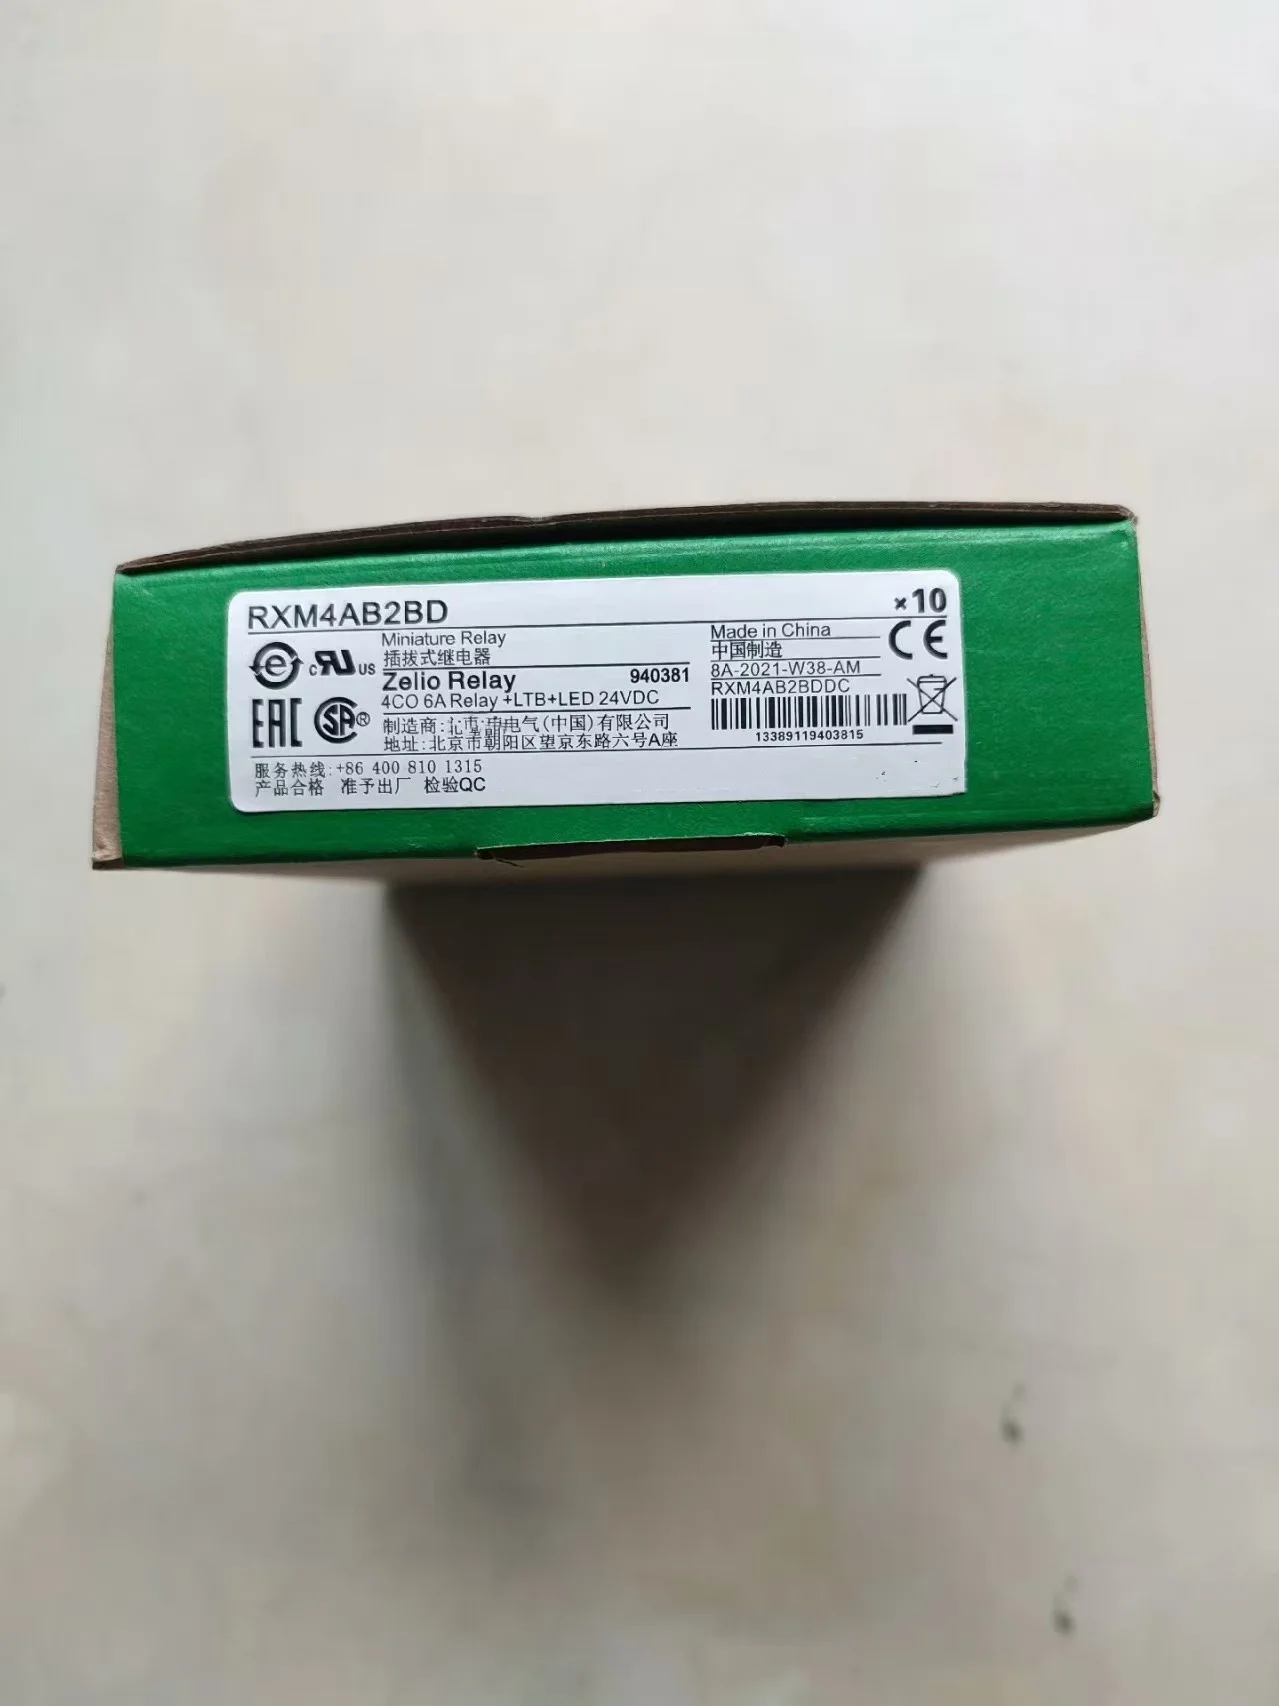 RXM4AB2BD
×10
Miniature Relay
插拔式继电器
Zelio Relay 940381
4CO 6A Relay +LTB+LED 24VDC
Made in China
中国制造
8A-2021-W38-AM
RXM4AB2BDDC
13389119403815
CE
c US
EAC
SA®
制造商: 电气(中国)有限公司
地址:北京市朝阳区望京东路六号A座
服务热线:+86 400 810 1315
产品合格 准予出厂 检验QC